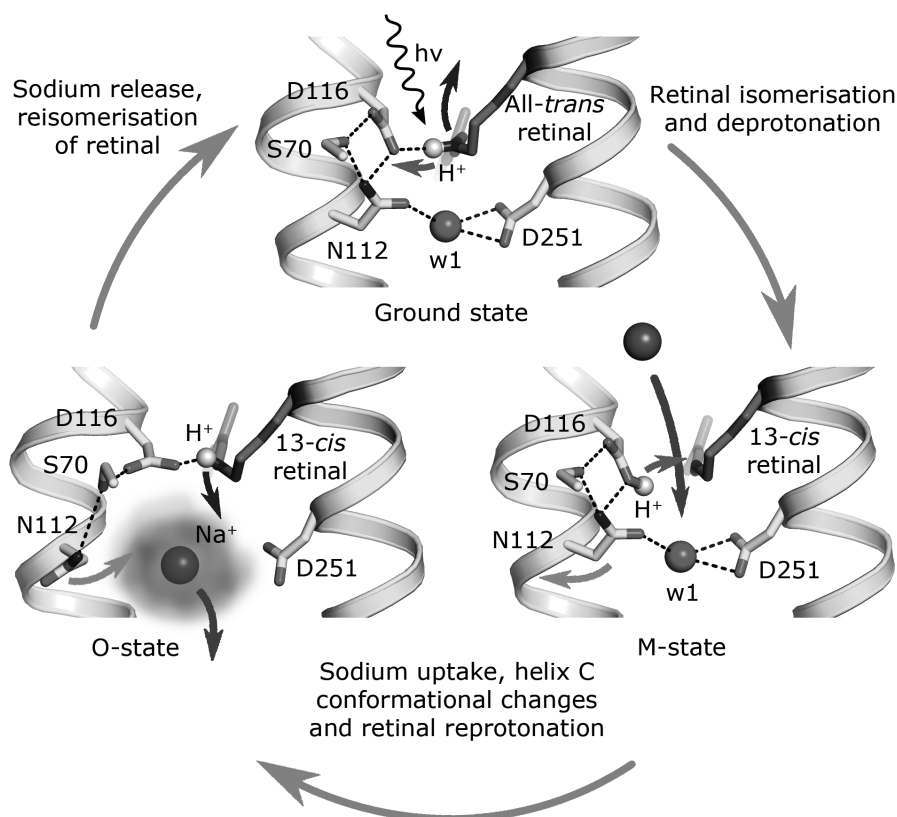 hν
D116
All-trans
retinal
S70
H⁺
N112
w1
D251
Ground state
Sodium release,
reisomerisation
of retinal
Retinal isomerisation
and deprotonation
D116
H⁺
13-cis
retinal
S70
N112
Na⁺
D251
O-state
D116
13-cis
retinal
S70
H⁺
N112
w1
D251
M-state
Sodium uptake, helix C
conformational changes
and retinal reprotonation